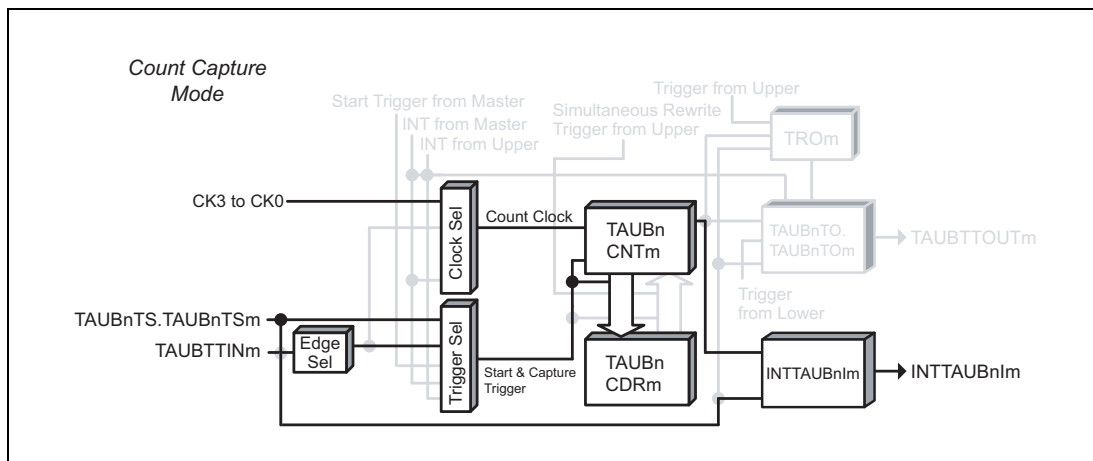 Count Capture
Mode
Start Trigger from Master
INT from Master
INT from Upper
Simultaneous Rewrite
Trigger from Upper
Trigger from Upper
TROm
CK3 to CK0
Clock Sel
Count Clock
TAUBn
CNTm
TAUBnTO.
TAUBnTOm
TAUBTTOUTm
Trigger
from Lower
TAUBnTS.TAUBnTSm
TAUBTTINm
Edge
Sel
Trigger Sel
Start & Capture
Trigger
TAUBn
CDRm
INTTAUBnIm
INTTAUBnIm